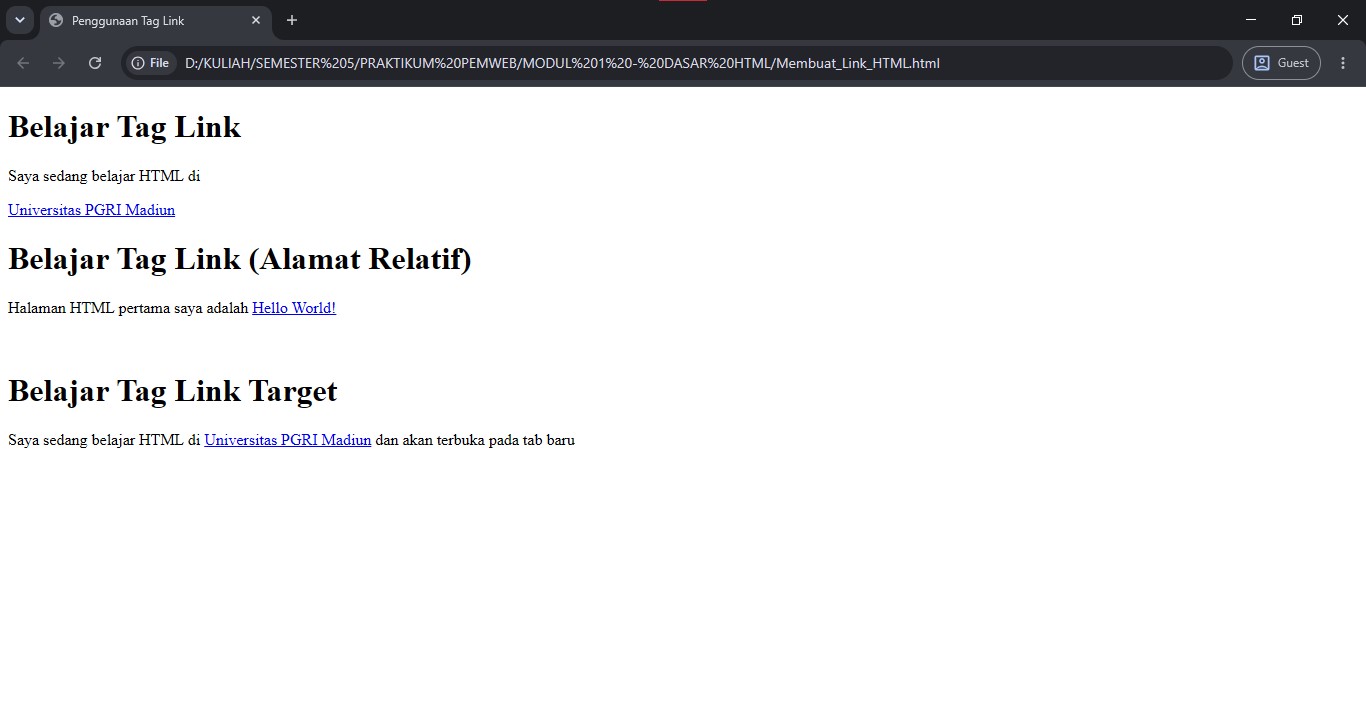 Penggunaan Tag Link
File D:/KULIAH/SEMESTER%205/PRAKTIKUM%20PEMWEB/MODUL%201%20-%20DASAR%20HTML/Membuat_Link_HTML.html Guest
Belajar Tag Link
Saya sedang belajar HTML di
Universitas PGRI Madiun
Belajar Tag Link (Alamat Relatif)
Halaman HTML pertama saya adalah Hello World!
Belajar Tag Link Target
Saya sedang belajar HTML di Universitas PGRI Madiun dan akan terbuka pada tab baru